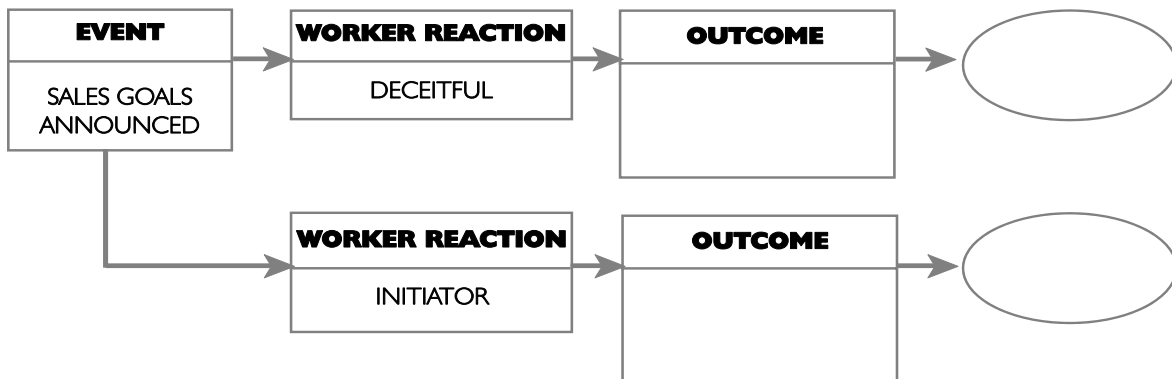 EVENT
SALES GOALS
ANNOUNCED
WORKER REACTION
DECEITFUL
OUTCOME
WORKER REACTION
INITIATOR
OUTCOME